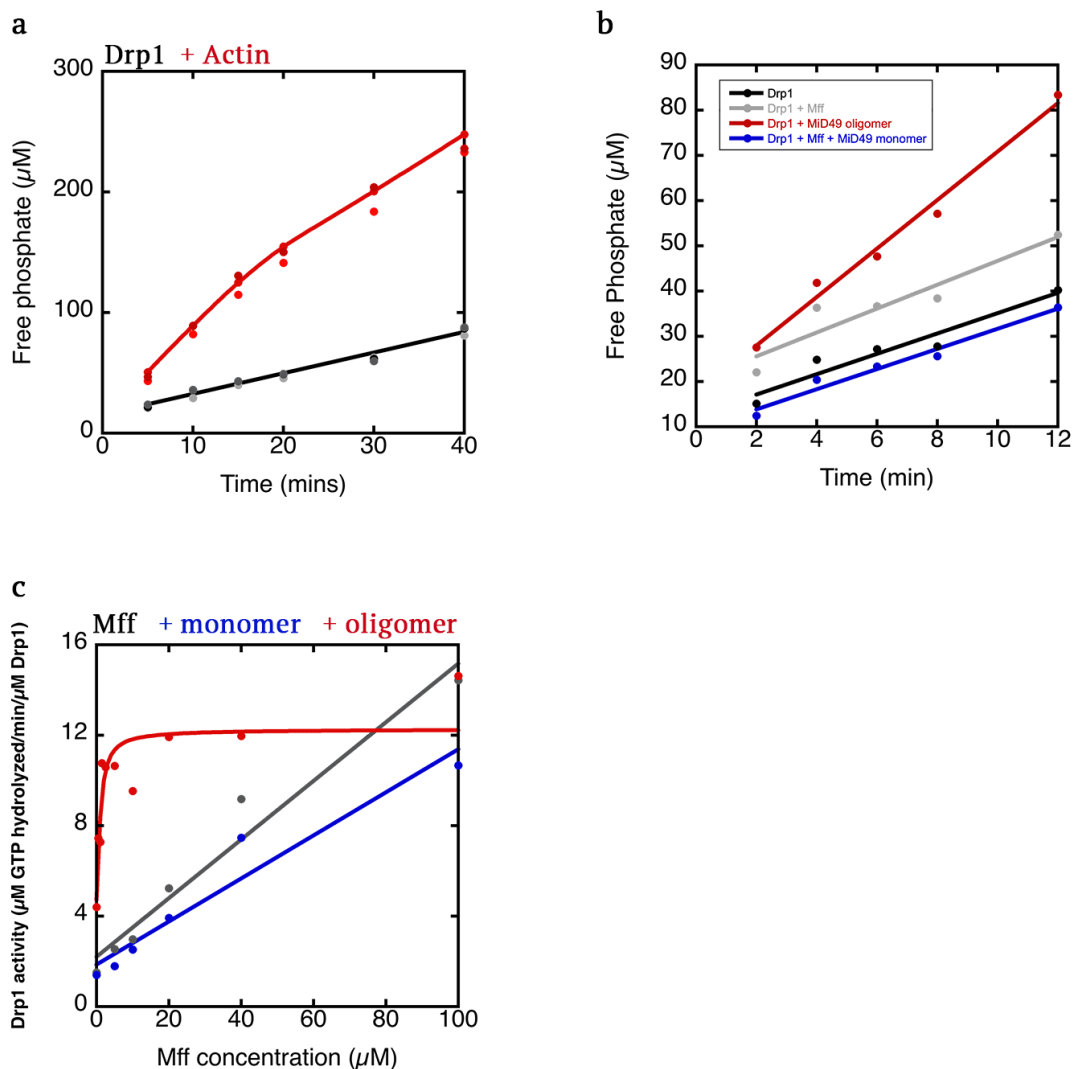 a
Drp1 + Actin
300
200
100
0
0 10 20 30 40
Free phosphate (µM)
Time (mins)
b
90
80
70
60
50
40
30
20
10
0 2 4 6 8 10 12
Free Phosphate (µM)
Time (min)
Drp1
Drp1 + Mff
Drp1 + MiD49 oligomer
Drp1 + Mff + MiD49 monomer
c
Mff + monomer + oligomer
16
12
8
4
0
0 20 40 60 80 100
Drp1 activity (µM GTP hydrolyzed/min/µM Drp1)
Mff concentration (µM)